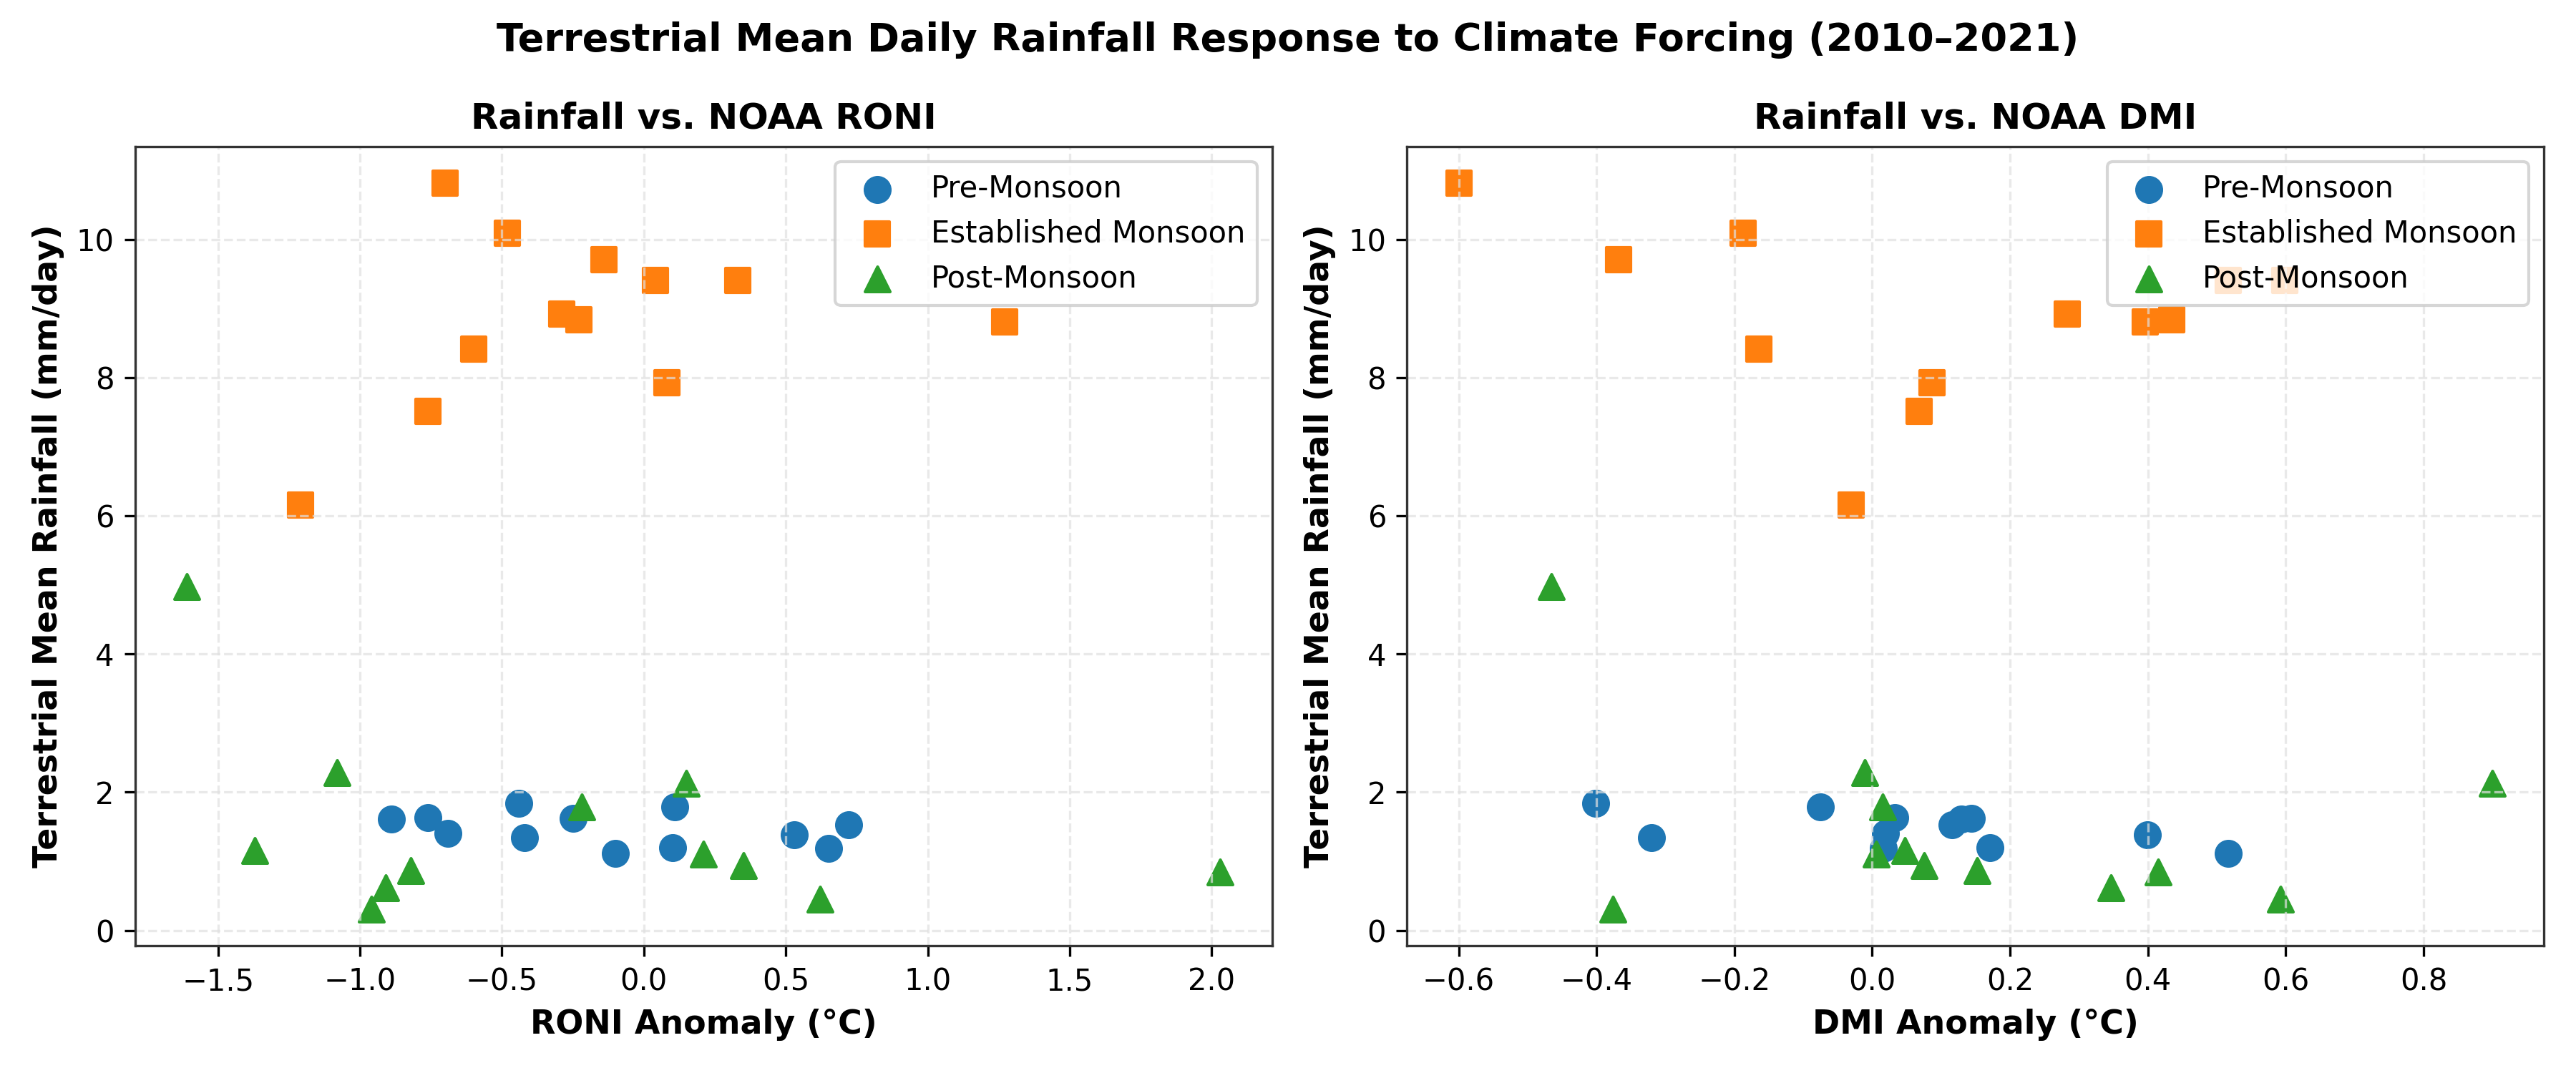 Terrestrial Mean Daily Rainfall Response to Climate Forcing (2010–2021)
Rainfall vs. NOAA RONI
Terrestrial Mean Rainfall (mm/day)
10
8
6
4
2
0
Pre-Monsoon
Established Monsoon
Post-Monsoon
−1.5 −1.0 −0.5 0.0 0.5 1.0 1.5 2.0
RONI Anomaly (°C)
Rainfall vs. NOAA DMI
Terrestrial Mean Rainfall (mm/day)
10
8
6
4
2
0
Pre-Monsoon
Established Monsoon
Post-Monsoon
−0.6 −0.4 −0.2 0.0 0.2 0.4 0.6 0.8
DMI Anomaly (°C)